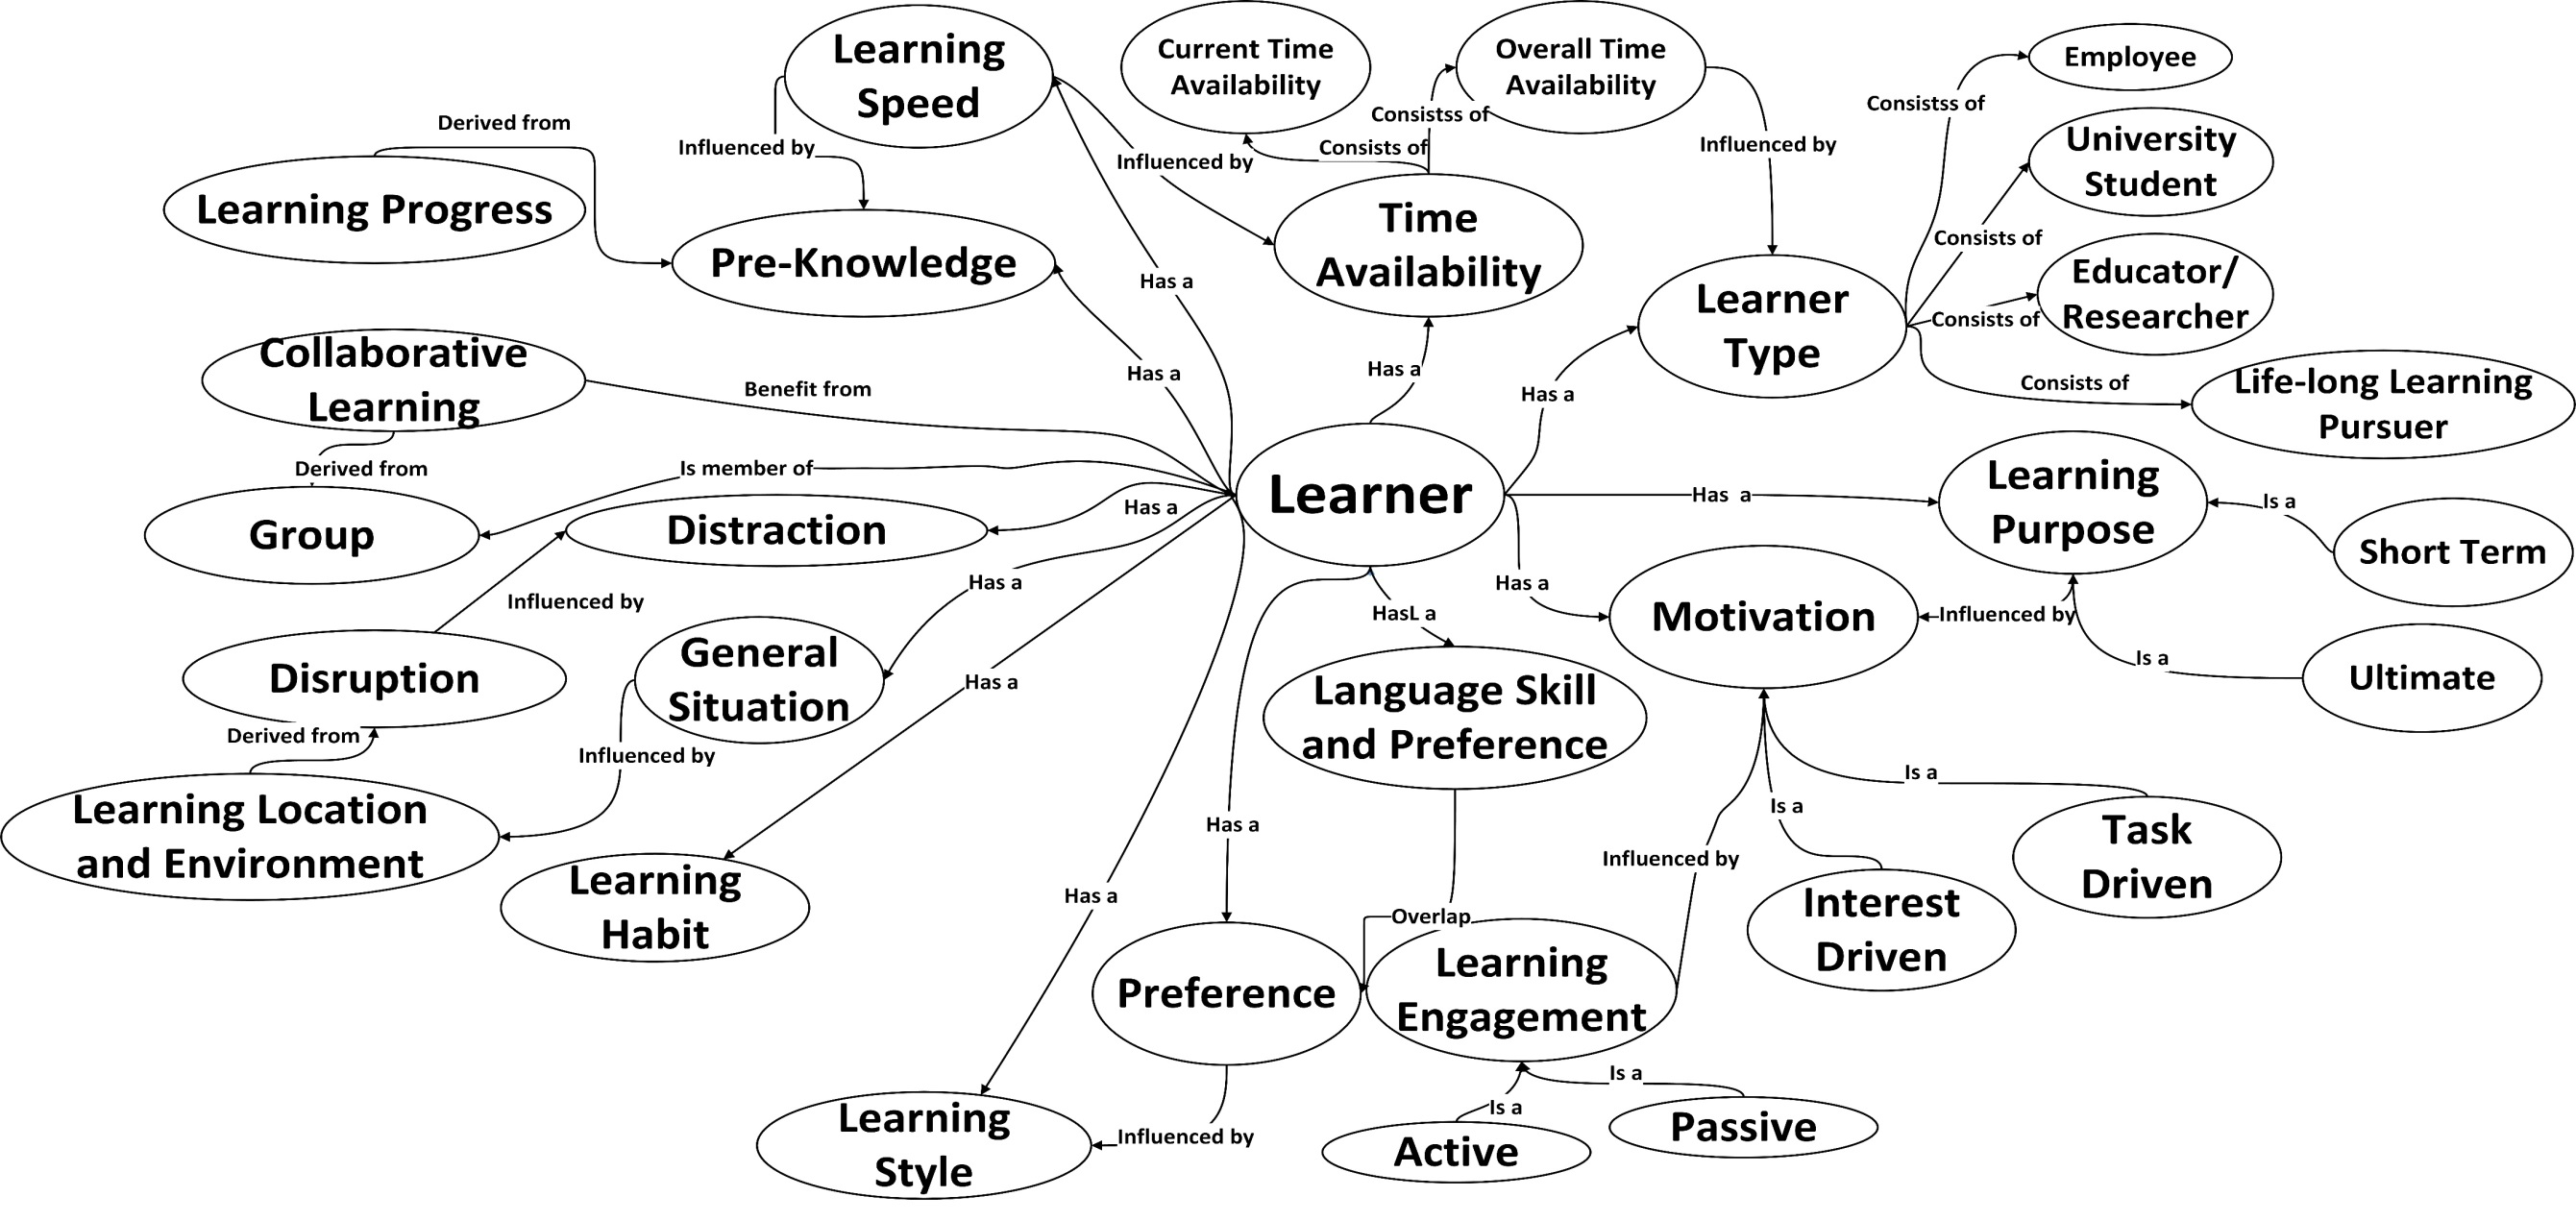 Learning
Speed
Current Time
Availability
Overall Time
Availability
Employee
Consistss of
Consistss of
Derived from
Influenced by
Influenced by
Consists of
Influenced by
University
Student
Learning Progress
Pre-Knowledge
Time
Availability
Consists of
Educator/
Researcher
Consists of
Has a
Learner
Type
Collaborative
Learning
Benefit from
Has a
Has a
Has a
Consists of
Life-long Learning
Pursuer
Derived from
Is member of
Group
Distraction
Has a
Learner
Has  a
Learning
Purpose
Is a
Short Term
Influenced by
Has a
HasL a
Has a
Motivation
Influenced by
Disruption
General
Situation
Has a
Language Skill
and Preference
Is a
Ultimate
Derived from
Influenced by
Learning Location
and Environment
Is a
Is a
Task
Driven
Has a
Influenced by
Learning
Habit
Has a
Overlap
Interest
Driven
Preference
Learning
Engagement
Is a
Is a
Learning
Style
Influenced by
Active
Passive